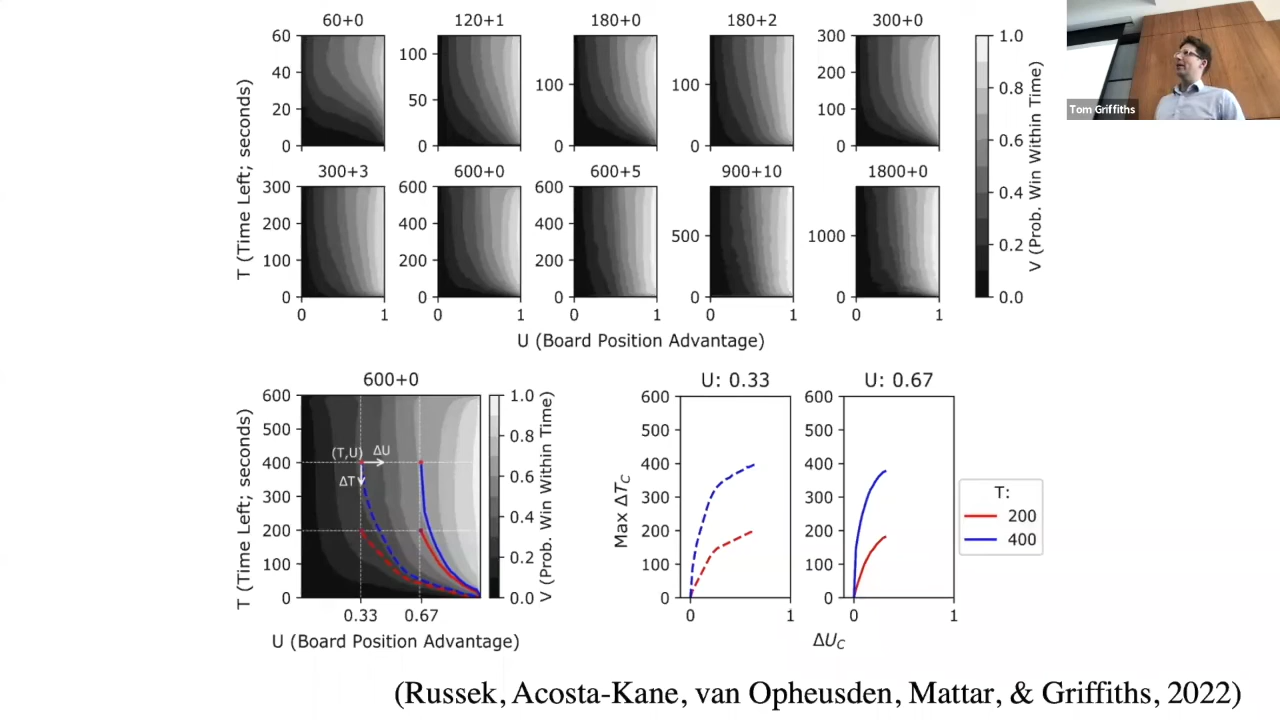 60+0 120+1 180+0 180+2 300+0
60 40 20 0
100 50 0
100 0
100 0
300 200 100 0
1.0 0.8 0.6 0.4 0.2 0.0
T (Time Left; seconds)
V (Prob. Win Within Time)
Tom Griffiths
300+3 600+0 600+5 900+10 1800+0
300 200 100 0
600 400 200 0
600 400 200 0
500 0
1000 0
0 1 0 1 0 1 0 1 0 1
U (Board Position Advantage)
600+0
600 500 400 300 200 100 0
T (Time Left; seconds)
(T,U) ΔU
ΔT
0.33 0.67
U (Board Position Advantage)
1.0 0.8 0.6 0.4 0.2 0.0
V (Prob. Win Within Time)
U: 0.33 U: 0.67
600 500 400 300 200 100 0
600 500 400 300 200 100 0
Max ΔTC
0 1 0 1
ΔUC
T:
200
400
(Russek, Acosta-Kane, van Opheusden, Mattar, & Griffiths, 2022)